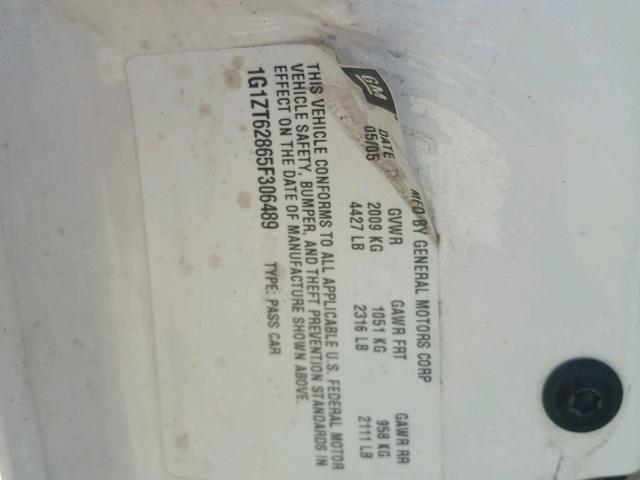 GM
MFD BY GENERAL MOTORS CORP
DATE GVWR GAWR FRT GAWR RR
05/05 2009 KG 1051 KG 958 KG
4427 LB 2316 LB 2111 LB
THIS VEHICLE CONFORMS TO ALL APPLICABLE U.S. FEDERAL MOTOR
VEHICLE SAFETY, BUMPER, AND THEFT PREVENTION STANDARDS IN
EFFECT ON THE DATE OF MANUFACTURE SHOWN ABOVE.
1G1ZT62865F306489 TYPE: PASS CAR